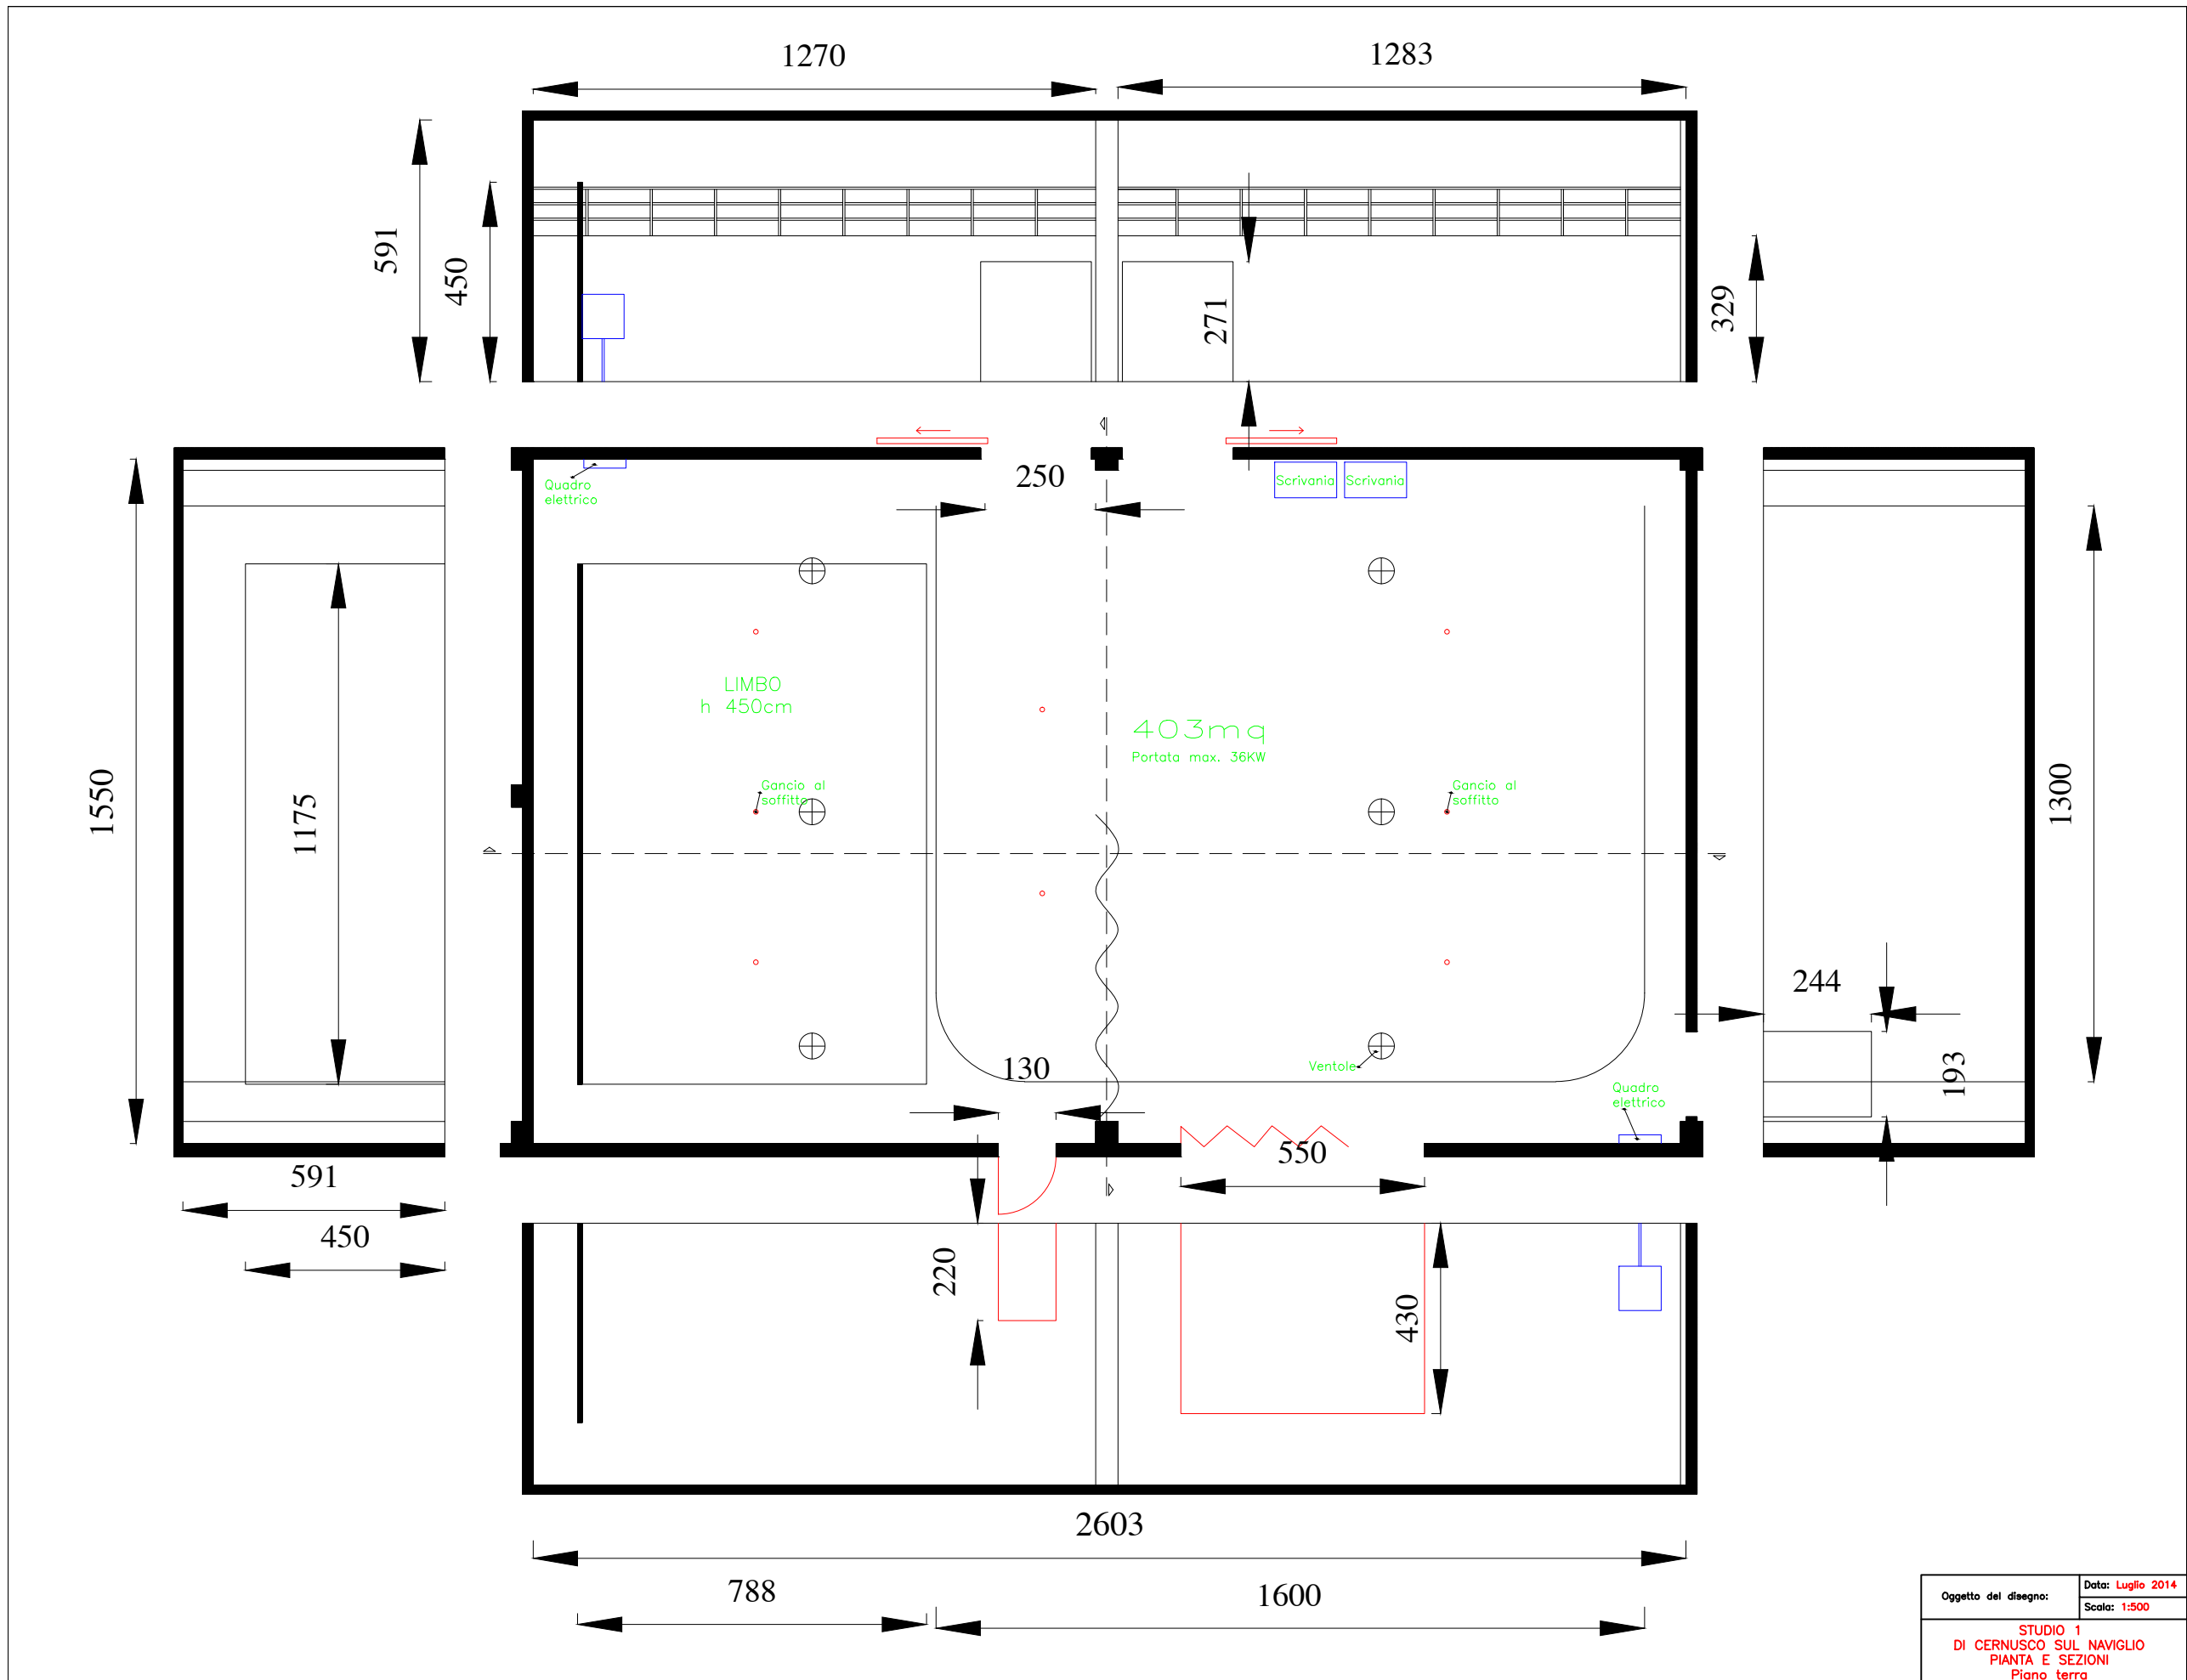 1270
1283
591
450
271
329
Quadro
elettrico
250
Scrivania
Scrivania
LIMBO
h 450cm
403mq
Portata max. 36KW
Gancio al
soffitto
Gancio al
soffitto
1550
1175
1300
244
193
130
Ventole
Quadro
elettrico
550
591
450
220
430
2603
788
1600
Oggetto del disegno:
Data: Luglio 2014
Scala: 1:500
STUDIO 1
DI CERNUSCO SUL NAVIGLIO
PIANTA E SEZIONI
Piano terra